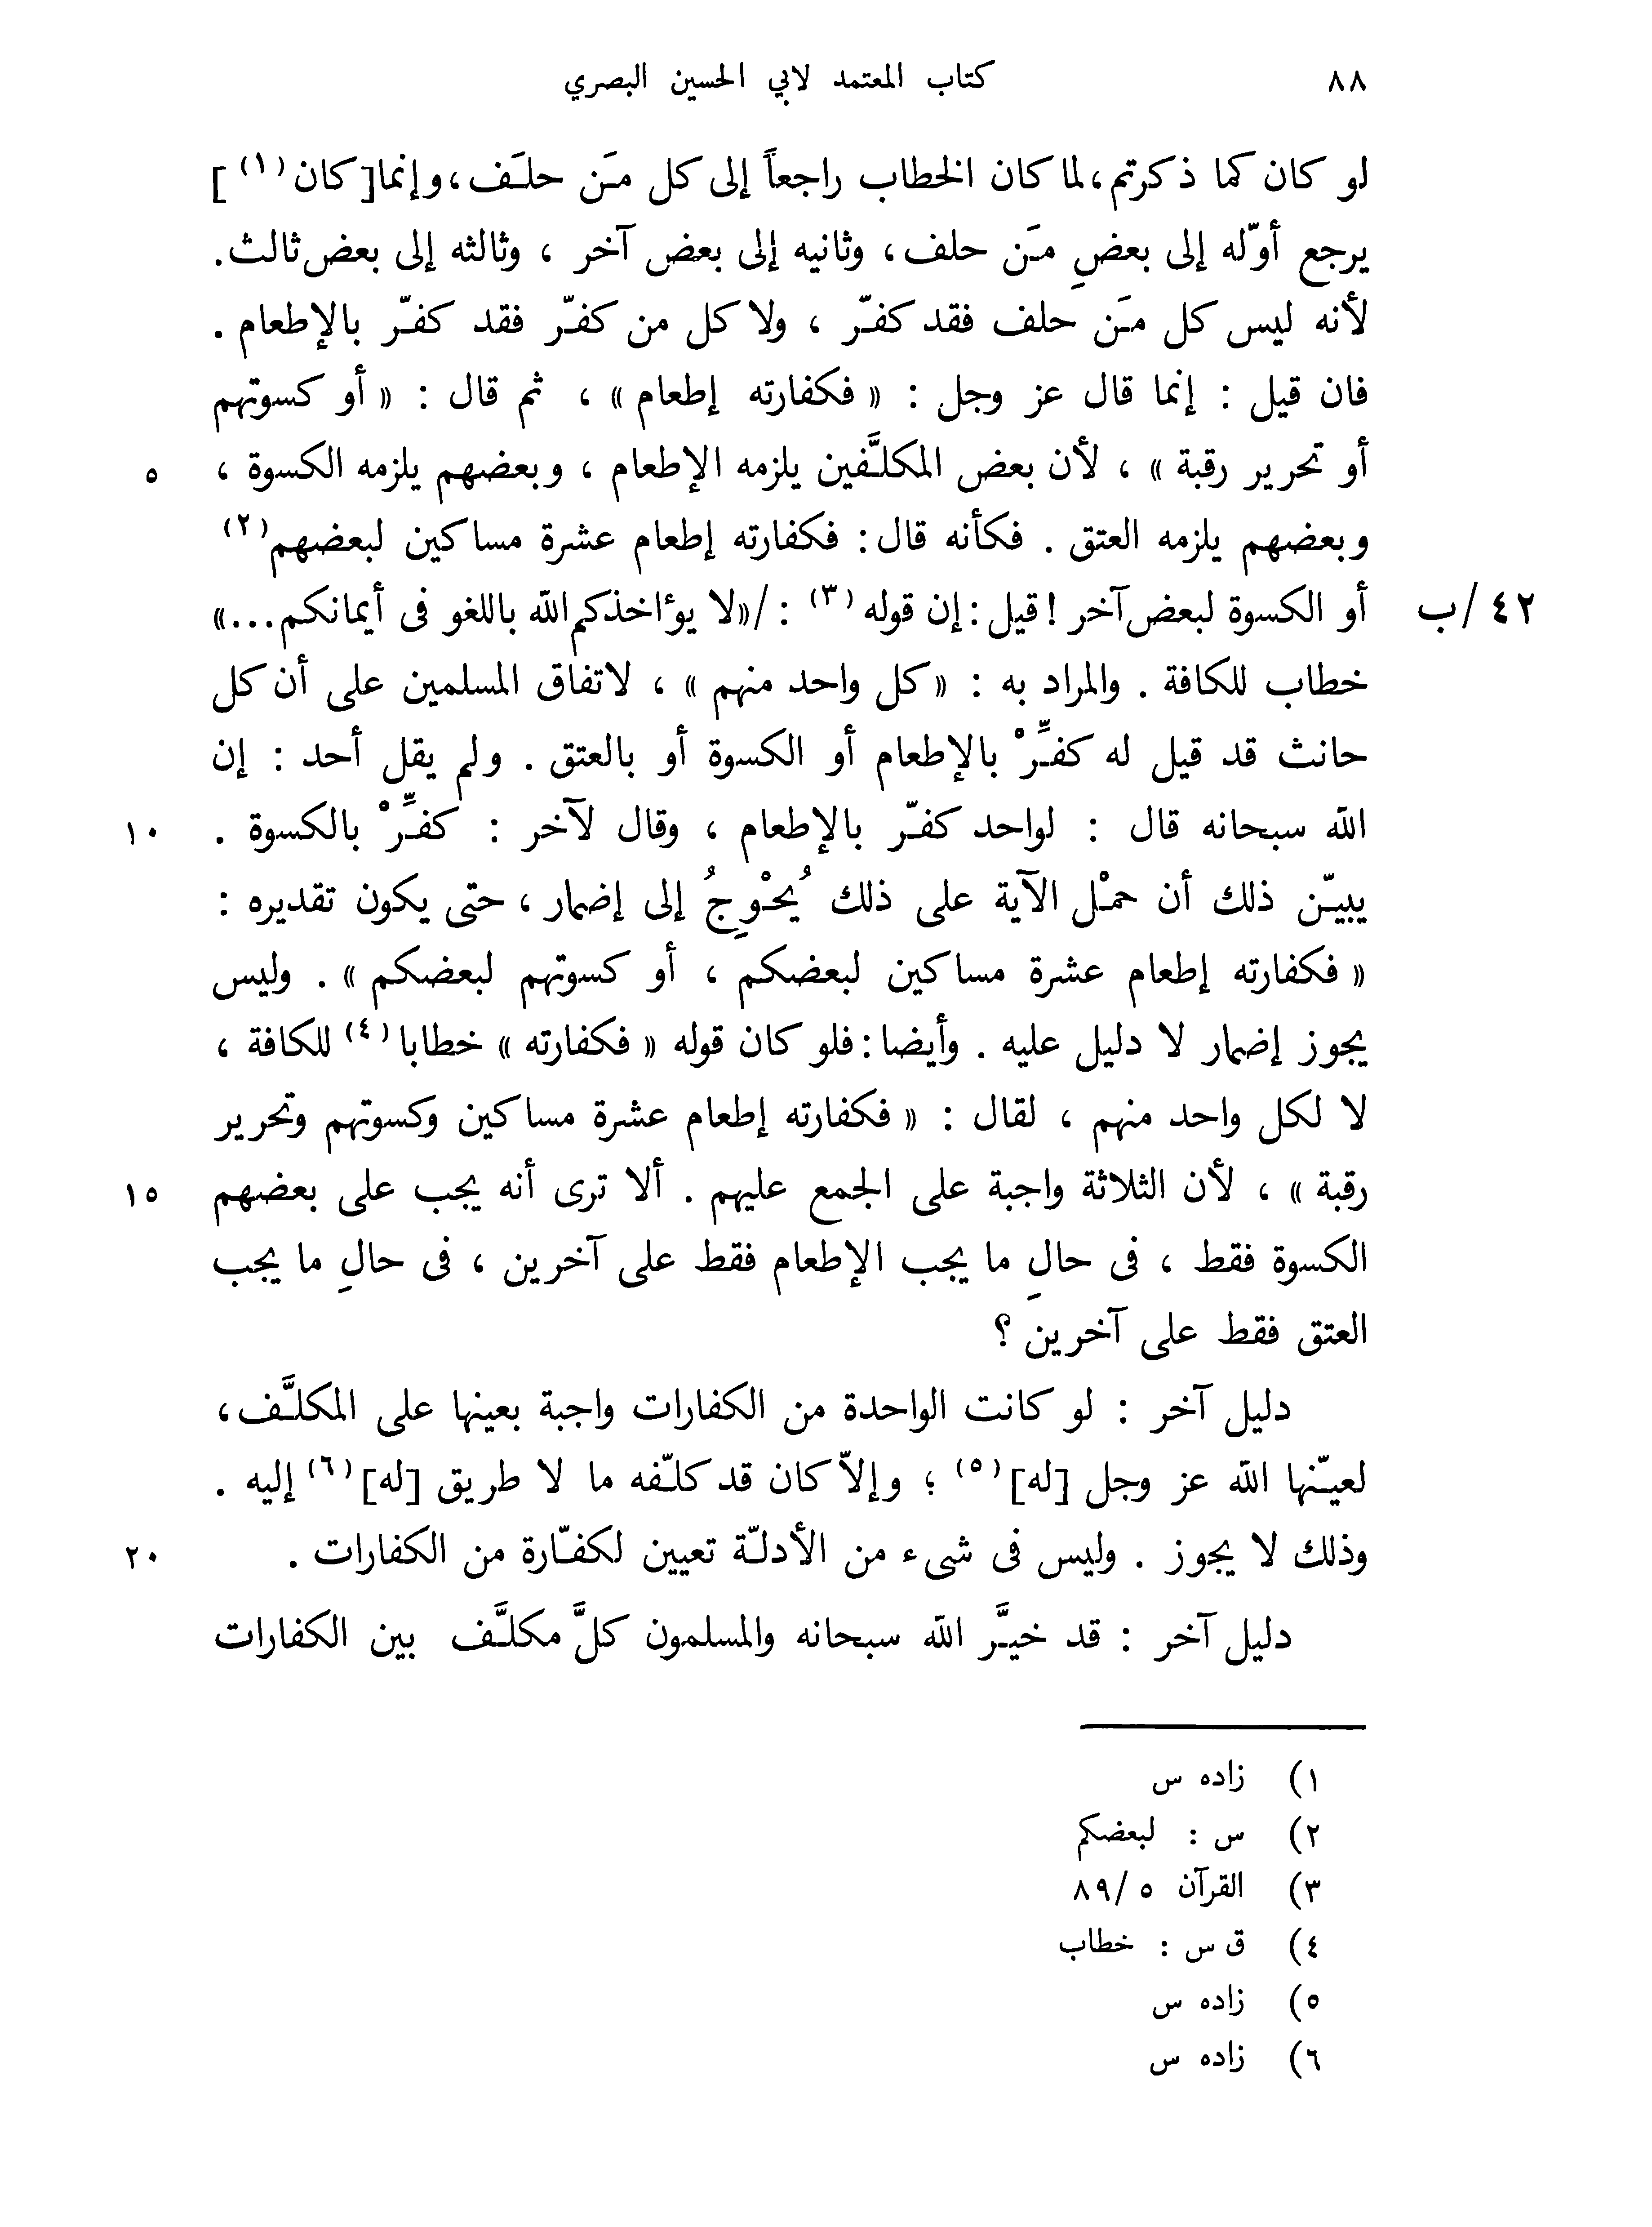 ٨٨ كتاب المعتمد لابي الحسين البصري
لو كان كما ذكرتم، لما كان الخطاب راجعاً إلى كل مَن حلَف، وإنما [كان (١) ]
يرجع أوّله إلى بعضِ مَن حلف، وثانيه إلى بعض آخر ، وثالثه إلى بعض ثالث.
لأنه ليس كل مَن حلف فقد كفّر ، ولا كل من كفّر فقد كفّر بالإطعام .
فان قيل : إنما قال عز وجل : « فكفارته إطعام » ، ثم قال : « أو كسوتهم
أو تحرير رقبة » ، لأن بعض المكلَّفين يلزمه الإطعام ، وبعضهم يلزمه الكسوة ، ٥
وبعضهم يلزمه العتق . فكأنه قال : فكفارته إطعام عشرة مساكين لبعضهم (٢)
٤٢/ب أو الكسوة لبعض آخر ! قيل : إن قوله (٣) : / «لا يؤاخذكم الله باللغو فى أيمانكم...»
خطاب للكافة . والمراد به : « كل واحد منهم » ، لاتفاق المسلمين على أن كل
حانث قد قيل له كفِّرْ بالإطعام أو الكسوة أو بالعتق . ولم يقل أحد : إن
الله سبحانه قال : لواحد كفّر بالإطعام ، وقال لآخر : كفِّرْ بالكسوة . ١٠
يبيّن ذلك أن حمْل الآية على ذلك يُحْوِجُ إلى إضمار ، حتى يكون تقديره :
« فكفارته إطعام عشرة مساكين لبعضكم ، أو كسوتهم لبعضكم » . وليس
يجوز إضمار لا دليل عليه . وأيضا : فلو كان قوله « فكفارته » خطابا (٤) للكافة ،
لا لكل واحد منهم ، لقال : « فكفارته إطعام عشرة مساكين وكسوتهم وتحرير
رقبة » ، لأن الثلاثة واجبة على الجمع عليهم . ألا ترى أنه يجب على بعضهم ١٥
الكسوة فقط ، فى حالِ ما يجب الإطعام فقط على آخرين ، فى حالِ ما يجب
العتق فقط على آخرين ؟
دليل آخر : لو كانت الواحدة من الكفارات واجبة بعينها على المكلَّف ،
لعيّنها الله عز وجل [له] (٥) ؛ وإلاّ كان قد كلّفه ما لا طريق [له] (٦) إليه .
وذلك لا يجوز . وليس فى شىء من الأدلّة تعيين لكفّارة من الكفارات . ٢٠
دليل آخر : قد خيَّر الله سبحانه والمسلمون كلَّ مكلَّف بين الكفارات
١) زاده س
٢) س : لبعضكم
٣) القرآن ٥/٨٩
٤) ق س : خطاب
٥) زاده س
٦) زاده س